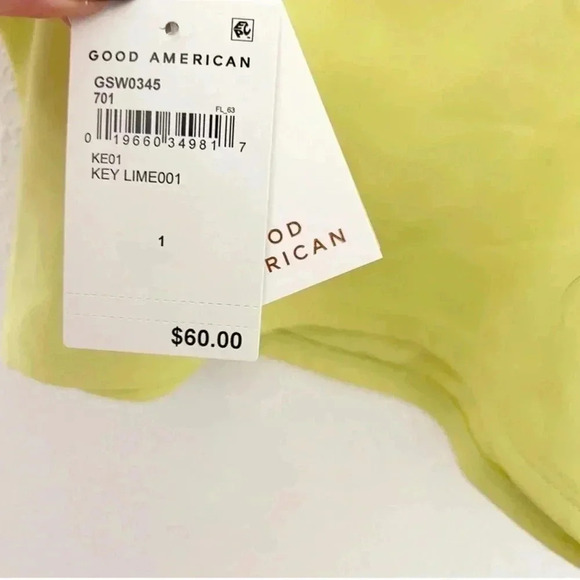 GOOD AMERICAN
GSW0345
701
FL_63
0 19660 34981 7
KE01
KEY LIME001
1
$60.00
OD
RICAN